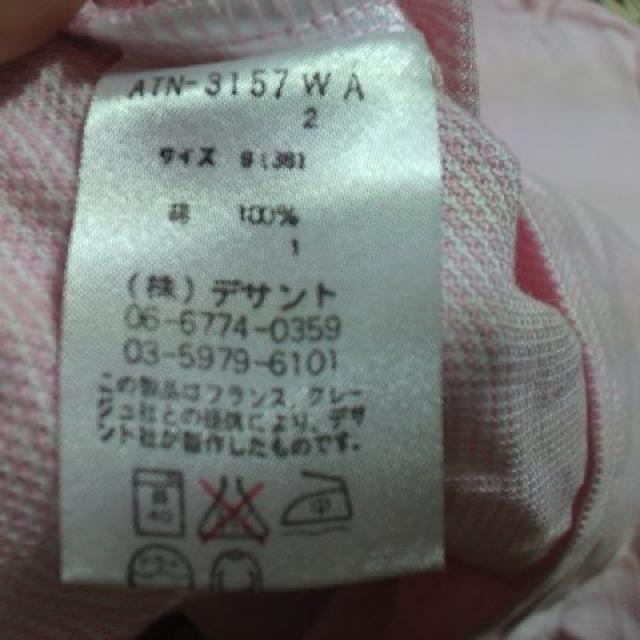 ATN-3157 W A
2
サイズ S(38)
綿 100%
1
(株)デサント
06-6774-0359
03-5979-6101
この製品はフランス、クレー
ジュ社との提携により、デサ
ント社が製作したものです。
中